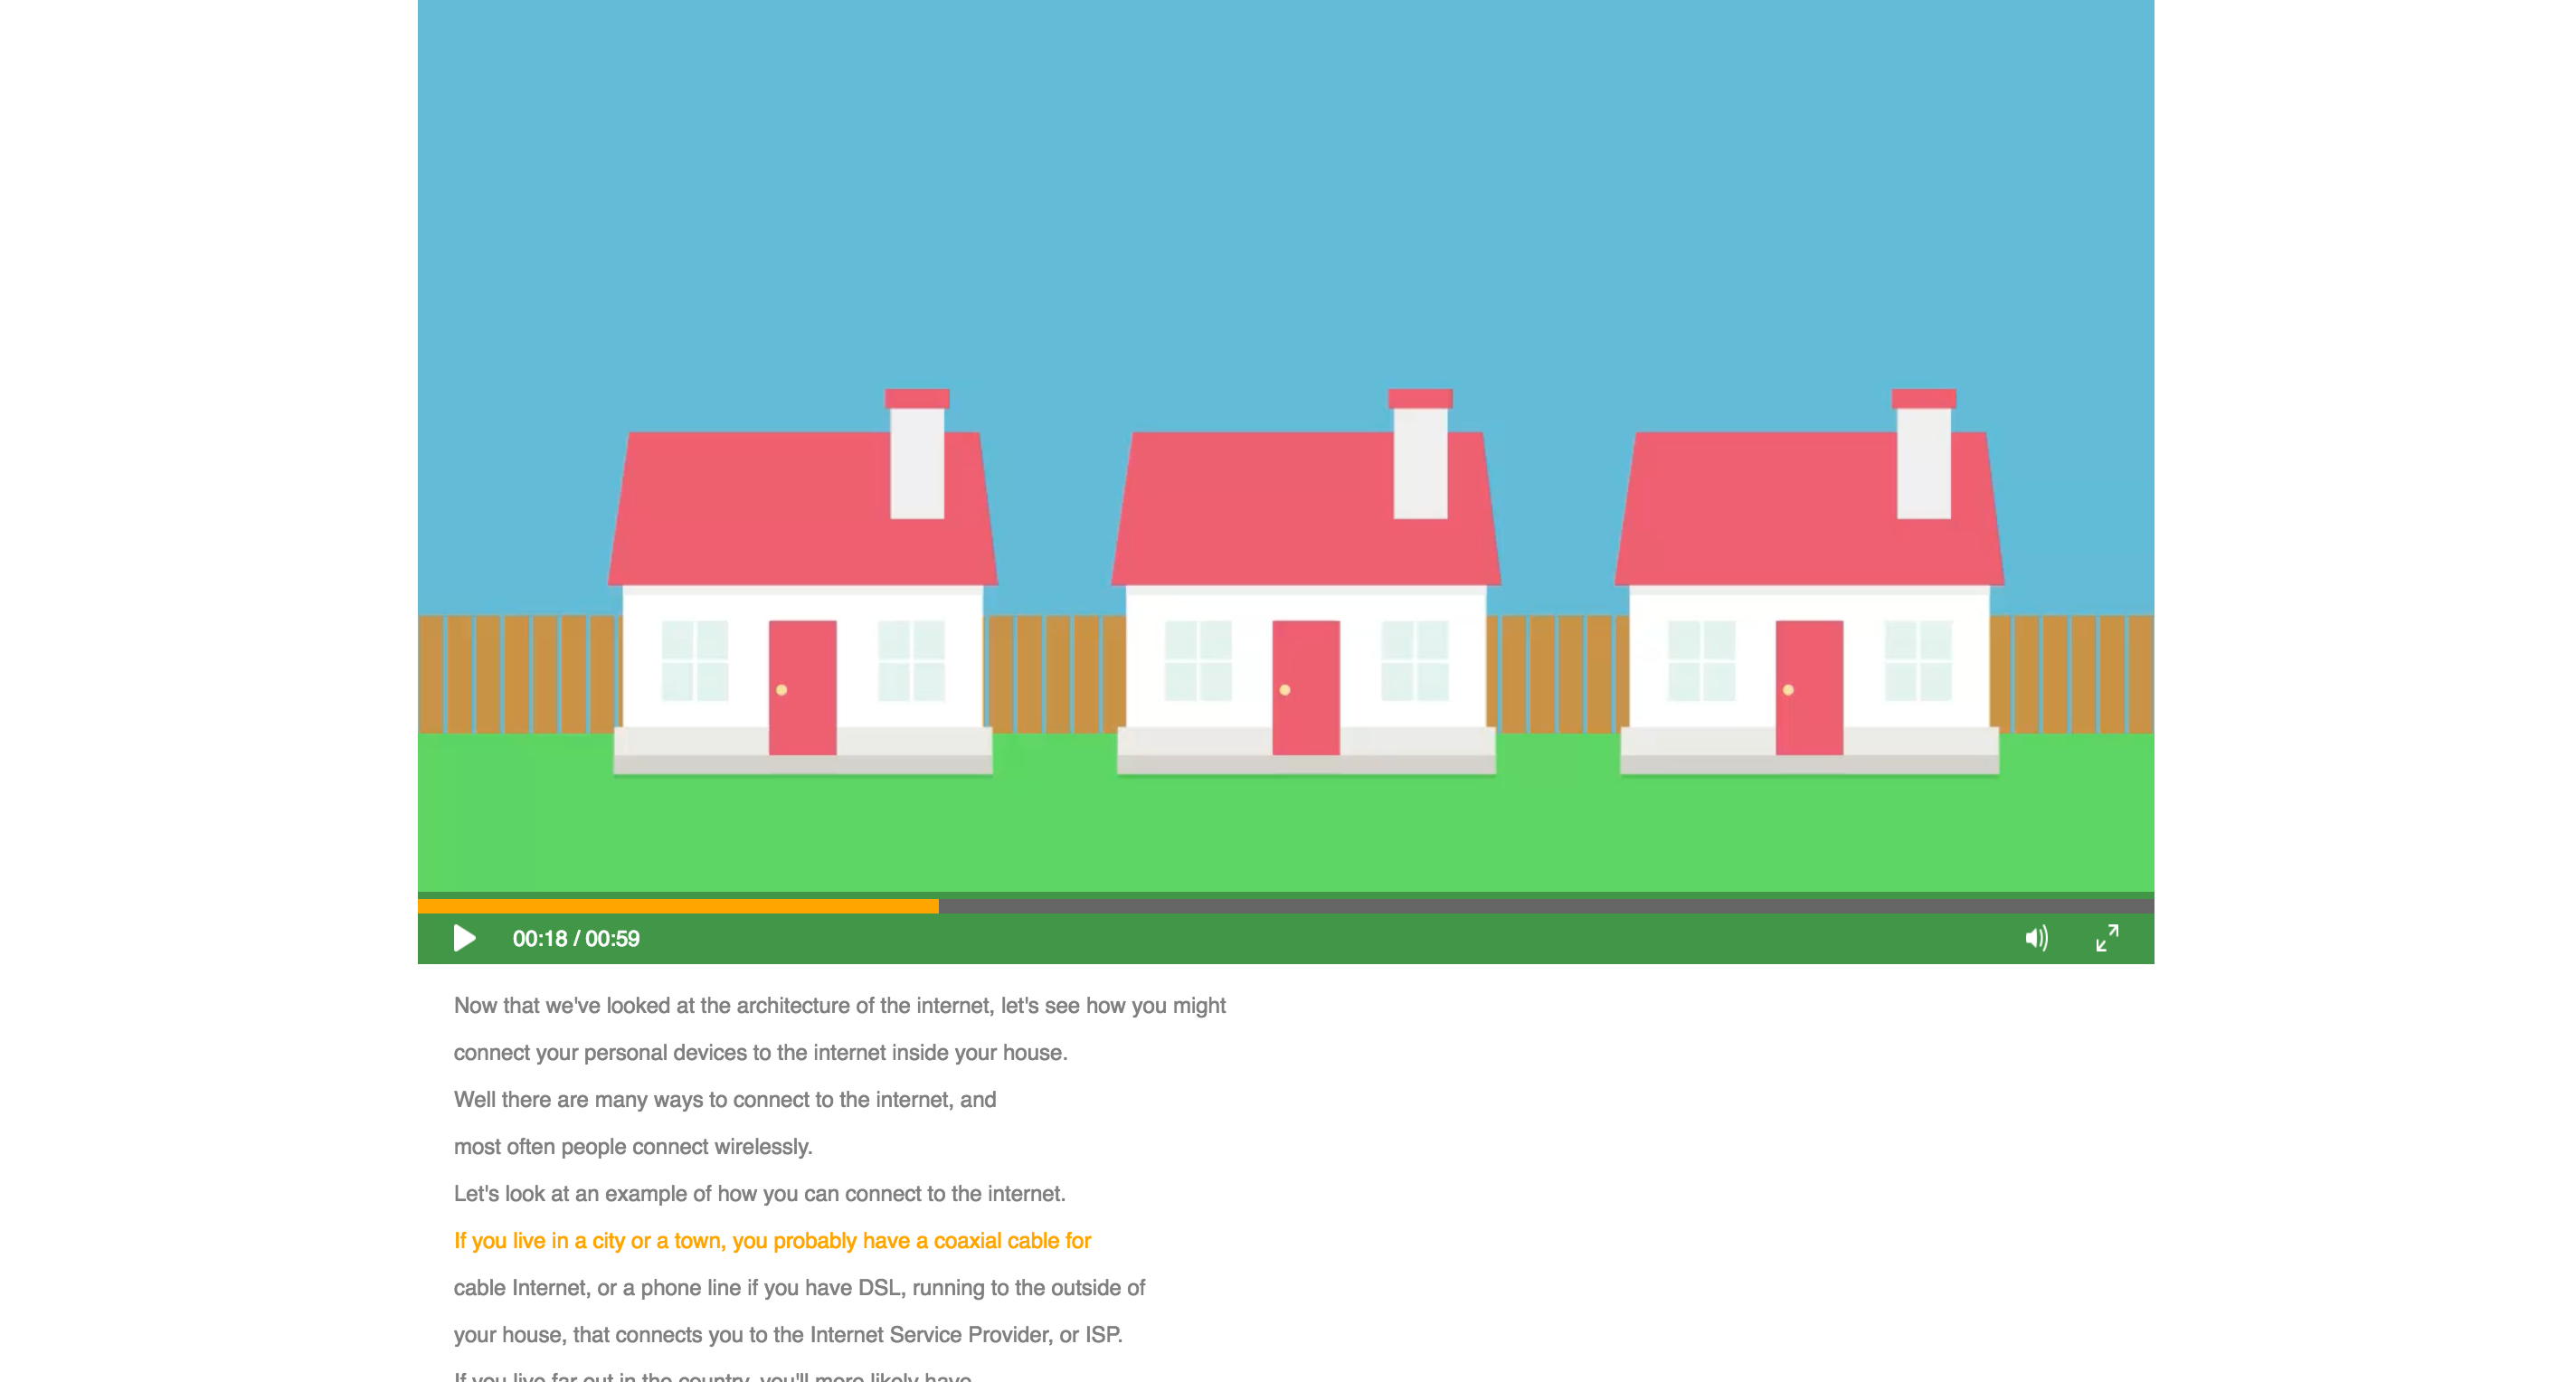 00:18 / 00:59
Now that we've looked at the architecture of the internet, let's see how you might
connect your personal devices to the internet inside your house.
Well there are many ways to connect to the internet, and
most often people connect wirelessly.
Let's look at an example of how you can connect to the internet.
If you live in a city or a town, you probably have a coaxial cable for
cable Internet, or a phone line if you have DSL, running to the outside of
your house, that connects you to the Internet Service Provider, or ISP.
If you live far out in the country, you'll more likely have